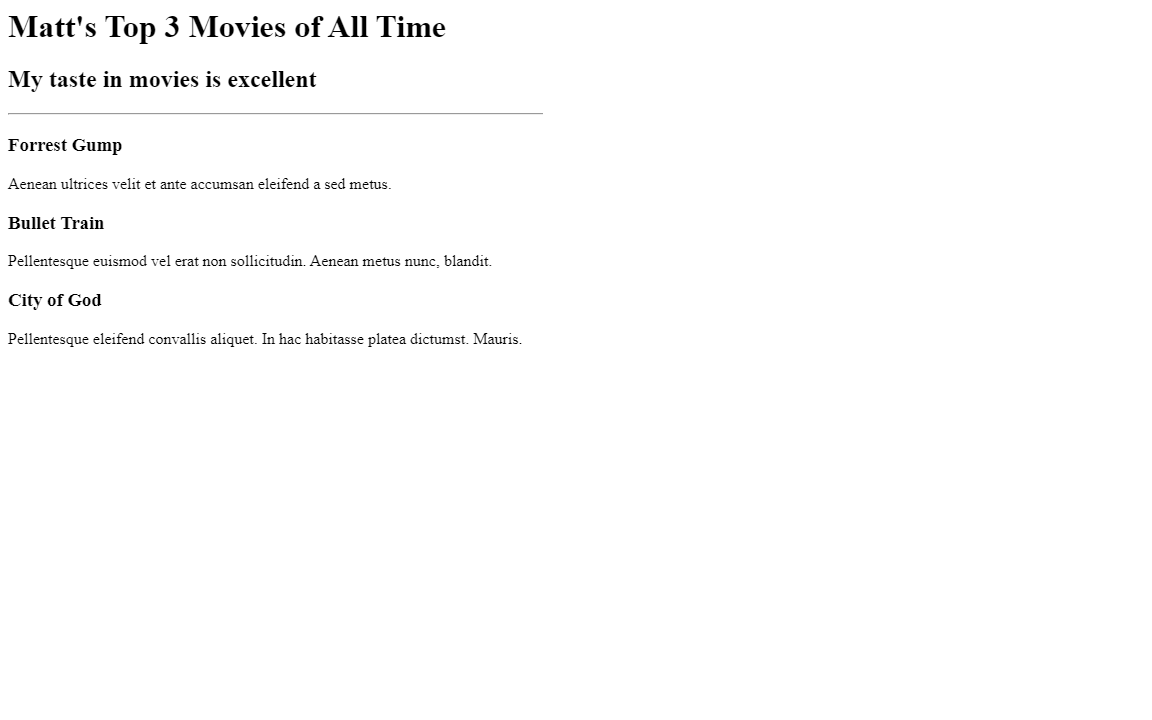 Matt's Top 3 Movies of All Time
My taste in movies is excellent
Forrest Gump
Aenean ultrices velit et ante accumsan eleifend a sed metus.
Bullet Train
Pellentesque euismod vel erat non sollicitudin. Aenean metus nunc, blandit.
City of God
Pellentesque eleifend convallis aliquet. In hac habitasse platea dictumst. Mauris.